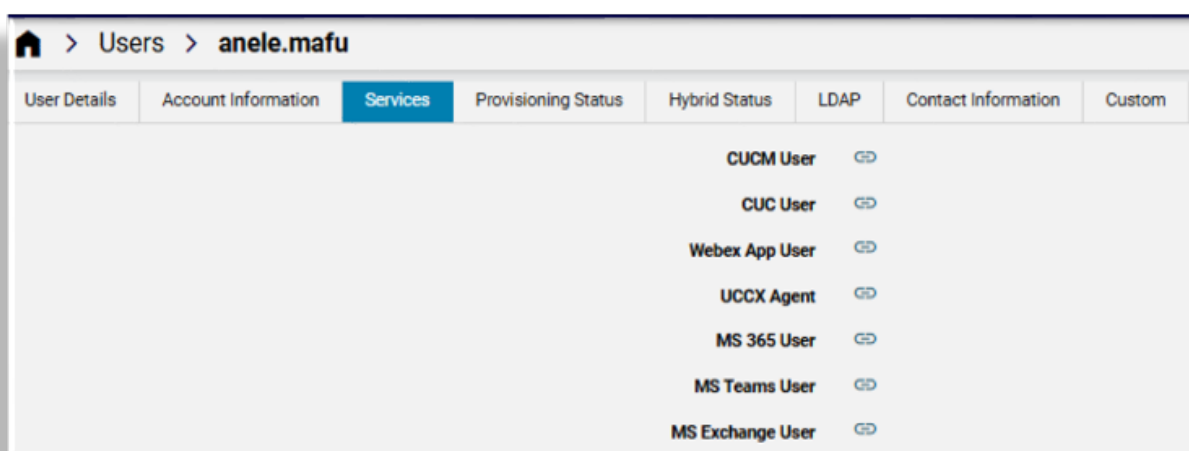 > Users > anele.mafu
User Details Account Information Services Provisioning Status Hybrid Status LDAP Contact Information Custom
CUCM User
CUC User
Webex App User
UCCX Agent
MS 365 User
MS Teams User
MS Exchange User